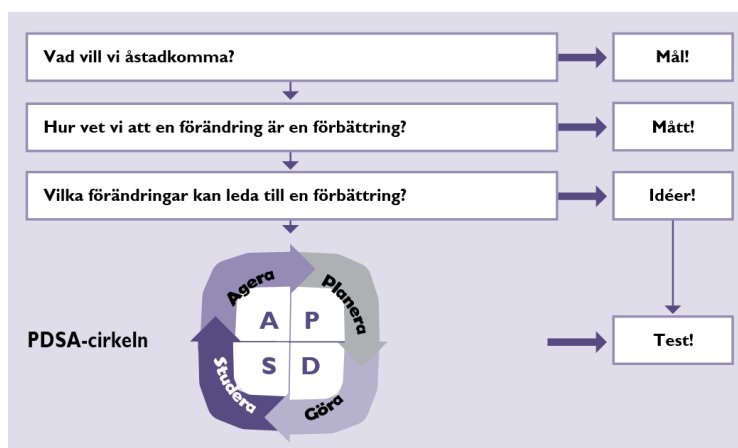 Vad vill vi åstadkomma?
Mål!
Hur vet vi att en förändring är en förbättring?
Mått!
Vilka förändringar kan leda till en förbättring?
Idéer!
Agera
Planera
A
P
PDSA-cirkeln
Test!
S
D
Studera
Göra